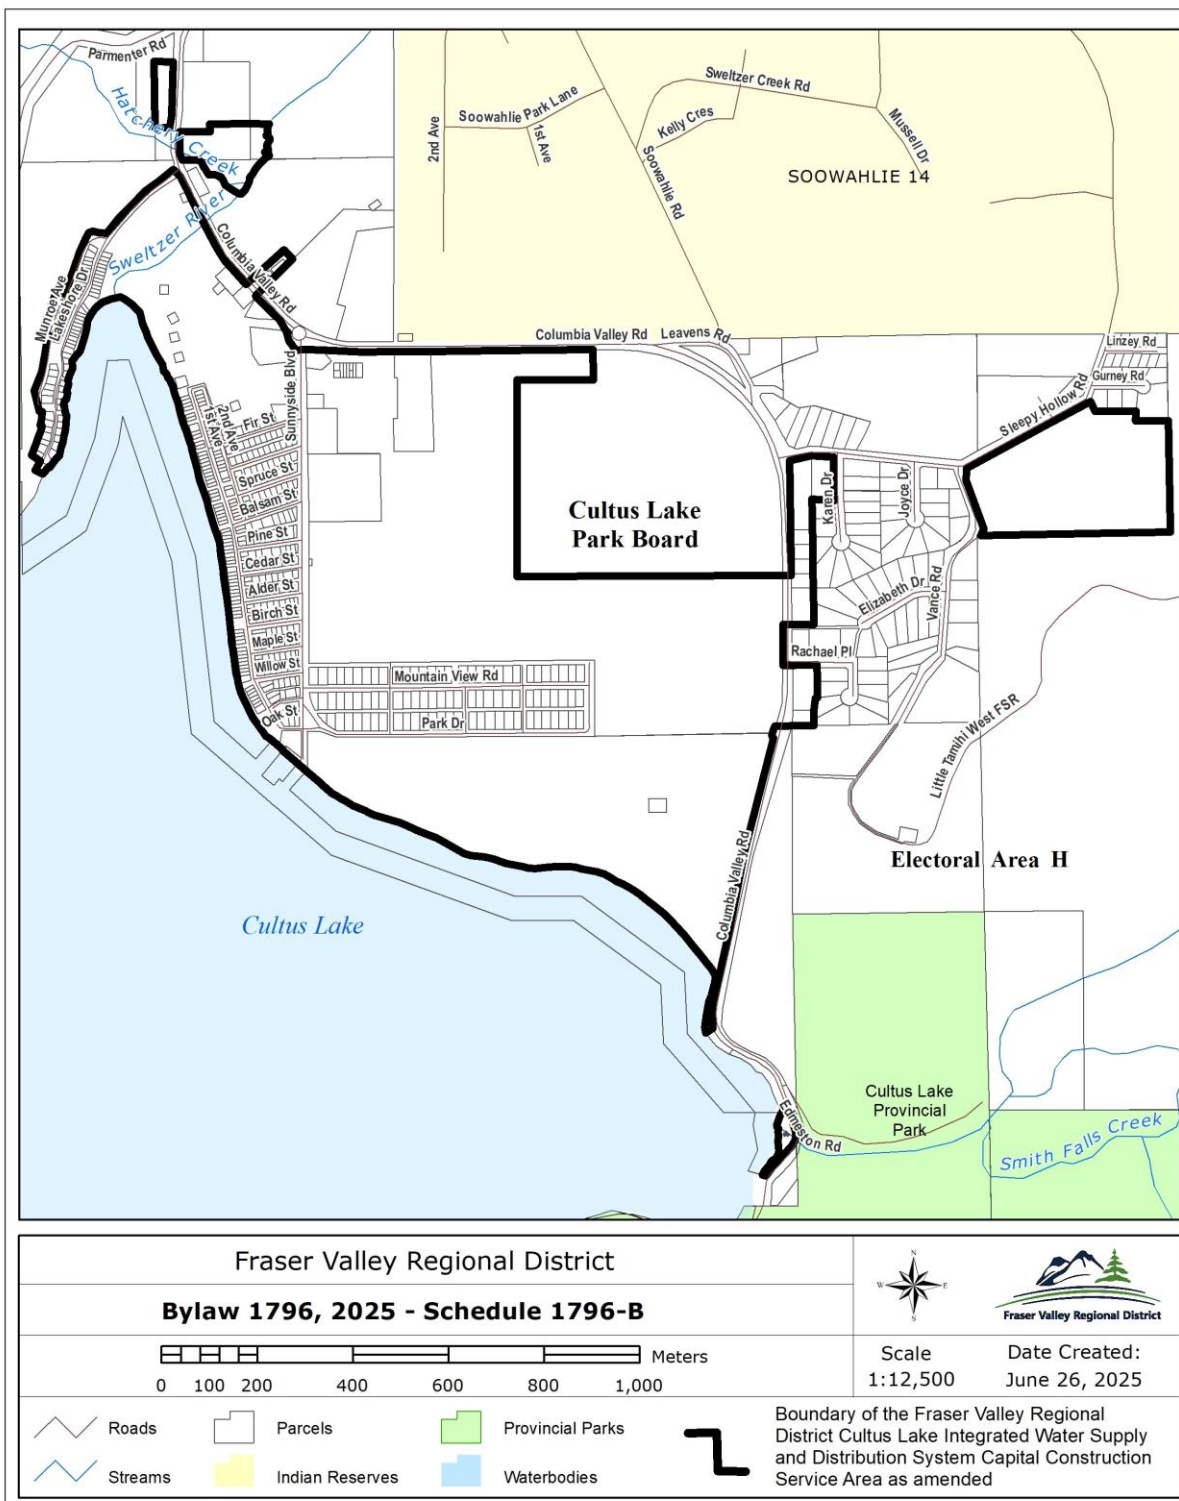 Parmenter Rd
Hatchery Creek
Sweltzer River
Munroe Ave
Lakeshore Dr
Columbia Valley Rd
2nd Ave
Soowahlie Park Lane
1st Ave
Sweltzer Creek Rd
Kelly Cres
Soowahlie Rd
Mussell Dr
SOOWAHLIE 14
Columbia Valley Rd
Leavens Rd
Linzey Rd
Gurney Rd
Sleepy Hollow Rd
Sunnyside Blvd
1st Ave
2nd Ave
Fir St
Spruce St
Balsam St
Pine St
Cedar St
Alder St
Birch St
Maple St
Willow St
Oak St
Mountain View Rd
Park Dr
Cultus Lake
Park Board
Karen Dr
Joyce Dr
Elizabeth Dr
Vance Rd
Rachael Pl
Little Tamihi West FSR
Columbia Valley Rd
Electoral Area H
Cultus Lake
Cultus Lake
Provincial
Park
Edmeston Rd
Smith Falls Creek
Fraser Valley Regional District
Bylaw 1796, 2025 - Schedule 1796-B
Meters
0 100 200 400 600 800 1,000
N
W E
S
Fraser Valley Regional District
Scale
1:12,500
Date Created:
June 26, 2025
Roads
Parcels
Provincial Parks
Streams
Indian Reserves
Waterbodies
Boundary of the Fraser Valley Regional
District Cultus Lake Integrated Water Supply
and Distribution System Capital Construction
Service Area as amended